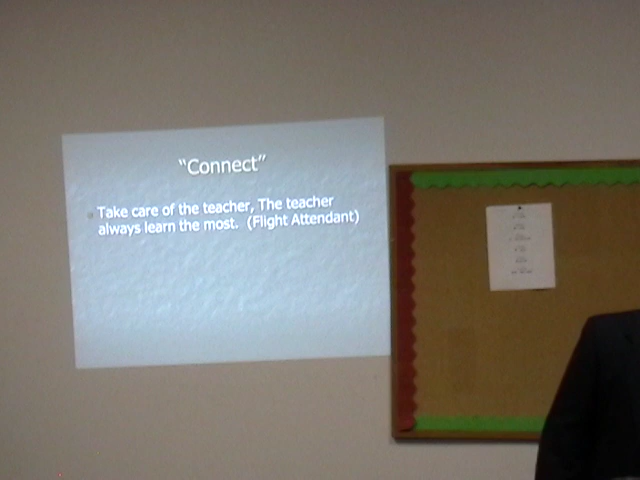 “Connect”
Take care of the teacher, The teacher
always learn the most. (Flight Attendant)